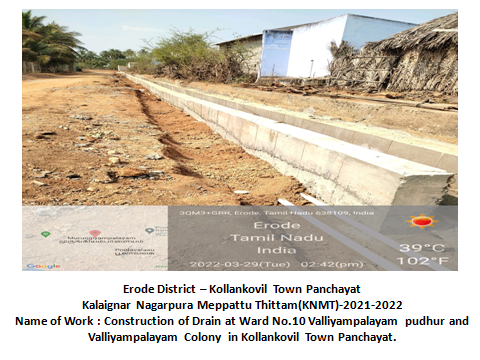 3QM3+GRR, Erode, Tamil Nadu 638109, India
Erode
Tamil Nadu
India
2022-03-29(Tue) 02:42(pm)
39°C
102°F
Google
Erode District – Kollankovil Town Panchayat
Kalaignar Nagarpura Meppattu Thittam(KNMT)-2021-2022
Name of Work : Construction of Drain at Ward No.10 Valliyampalayam pudhur and
Valliyampalayam Colony in Kollankovil Town Panchayat.